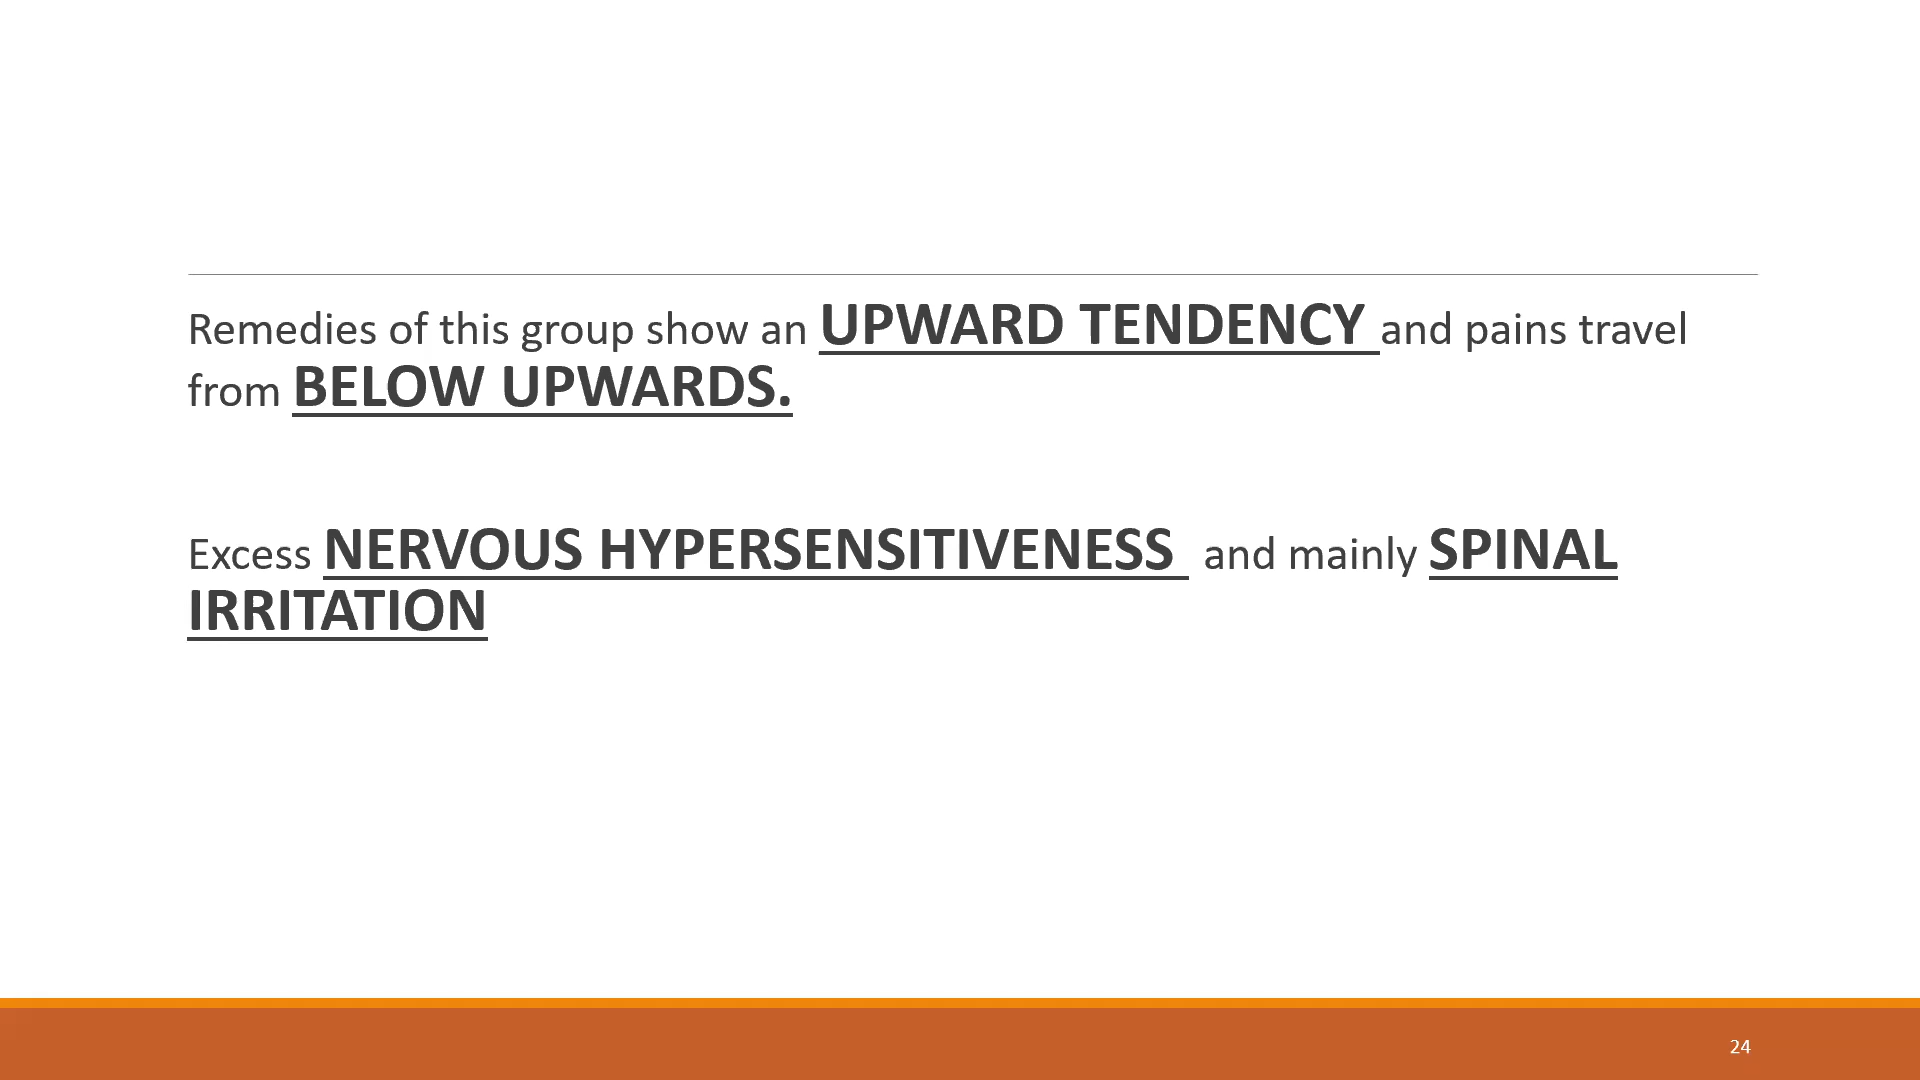 Remedies of this group show an UPWARD TENDENCY and pains travel
from BELOW UPWARDS.
Excess NERVOUS HYPERSENSITIVENESS and mainly SPINAL
IRRITATION
24